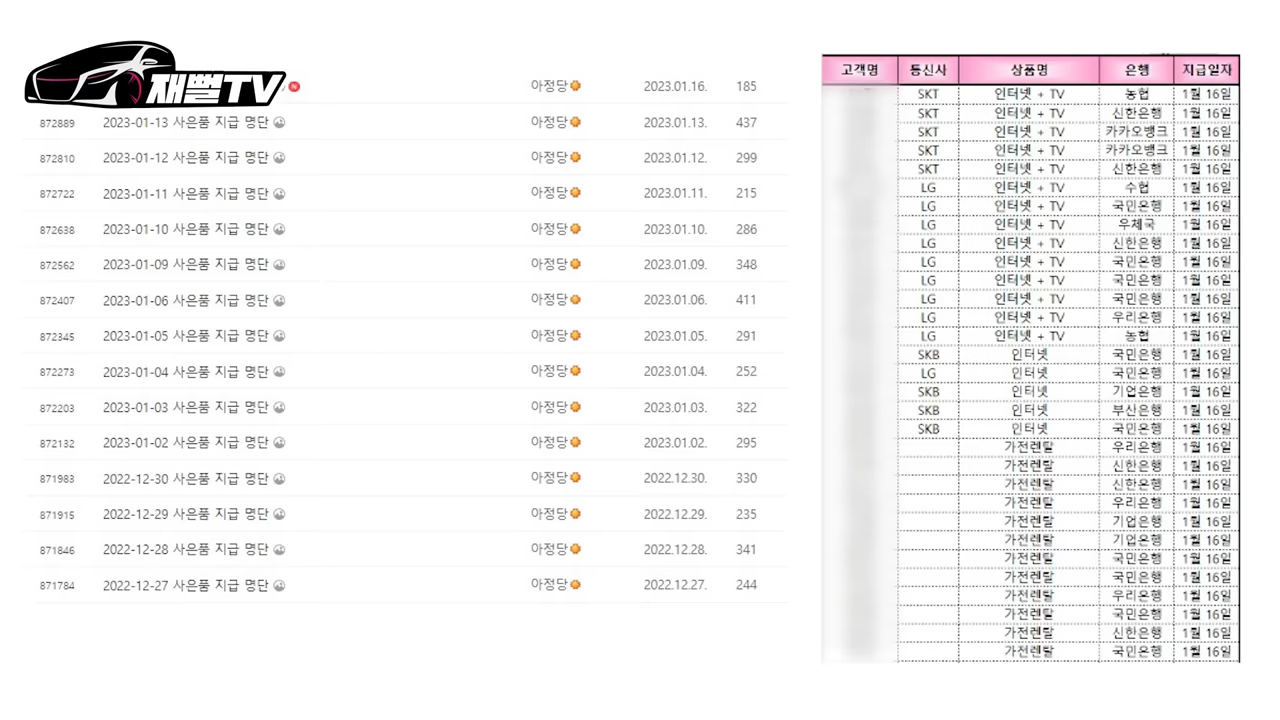 재뻘TV N 아정당 2023.01.16. 185
872889 2023-01-13 사은품 지급 명단 아정당 2023.01.13. 437
872810 2023-01-12 사은품 지급 명단 아정당 2023.01.12. 299
872722 2023-01-11 사은품 지급 명단 아정당 2023.01.11. 215
872638 2023-01-10 사은품 지급 명단 아정당 2023.01.10. 286
872562 2023-01-09 사은품 지급 명단 아정당 2023.01.09. 348
872407 2023-01-06 사은품 지급 명단 아정당 2023.01.06. 411
872345 2023-01-05 사은품 지급 명단 아정당 2023.01.05. 291
872273 2023-01-04 사은품 지급 명단 아정당 2023.01.04. 252
872203 2023-01-03 사은품 지급 명단 아정당 2023.01.03. 322
872132 2023-01-02 사은품 지급 명단 아정당 2023.01.02. 295
871983 2022-12-30 사은품 지급 명단 아정당 2022.12.30. 330
871915 2022-12-29 사은품 지급 명단 아정당 2022.12.29. 235
871846 2022-12-28 사은품 지급 명단 아정당 2022.12.28. 341
871784 2022-12-27 사은품 지급 명단 아정당 2022.12.27. 244
고객명 통신사 상품명 은행 지급일자
SKT 인터넷 + TV 농협 1월 16일
SKT 인터넷 + TV 신한은행 1월 16일
SKT 인터넷 + TV 카카오뱅크 1월 16일
SKT 인터넷 + TV 카카오뱅크 1월 16일
SKT 인터넷 + TV 신한은행 1월 16일
LG 인터넷 + TV 수협 1월 16일
LG 인터넷 + TV 국민은행 1월 16일
LG 인터넷 + TV 우체국 1월 16일
LG 인터넷 + TV 신한은행 1월 16일
LG 인터넷 + TV 국민은행 1월 16일
LG 인터넷 + TV 국민은행 1월 16일
LG 인터넷 + TV 국민은행 1월 16일
LG 인터넷 + TV 우리은행 1월 16일
LG 인터넷 + TV 농협 1월 16일
SKB 인터넷 국민은행 1월 16일
LG 인터넷 국민은행 1월 16일
SKB 인터넷 기업은행 1월 16일
SKB 인터넷 부산은행 1월 16일
SKB 인터넷 국민은행 1월 16일
가전렌탈 우리은행 1월 16일
가전렌탈 신한은행 1월 16일
가전렌탈 신한은행 1월 16일
가전렌탈 우리은행 1월 16일
가전렌탈 기업은행 1월 16일
가전렌탈 기업은행 1월 16일
가전렌탈 국민은행 1월 16일
가전렌탈 국민은행 1월 16일
가전렌탈 우리은행 1월 16일
가전렌탈 국민은행 1월 16일
가전렌탈 신한은행 1월 16일
가전렌탈 국민은행 1월 16일